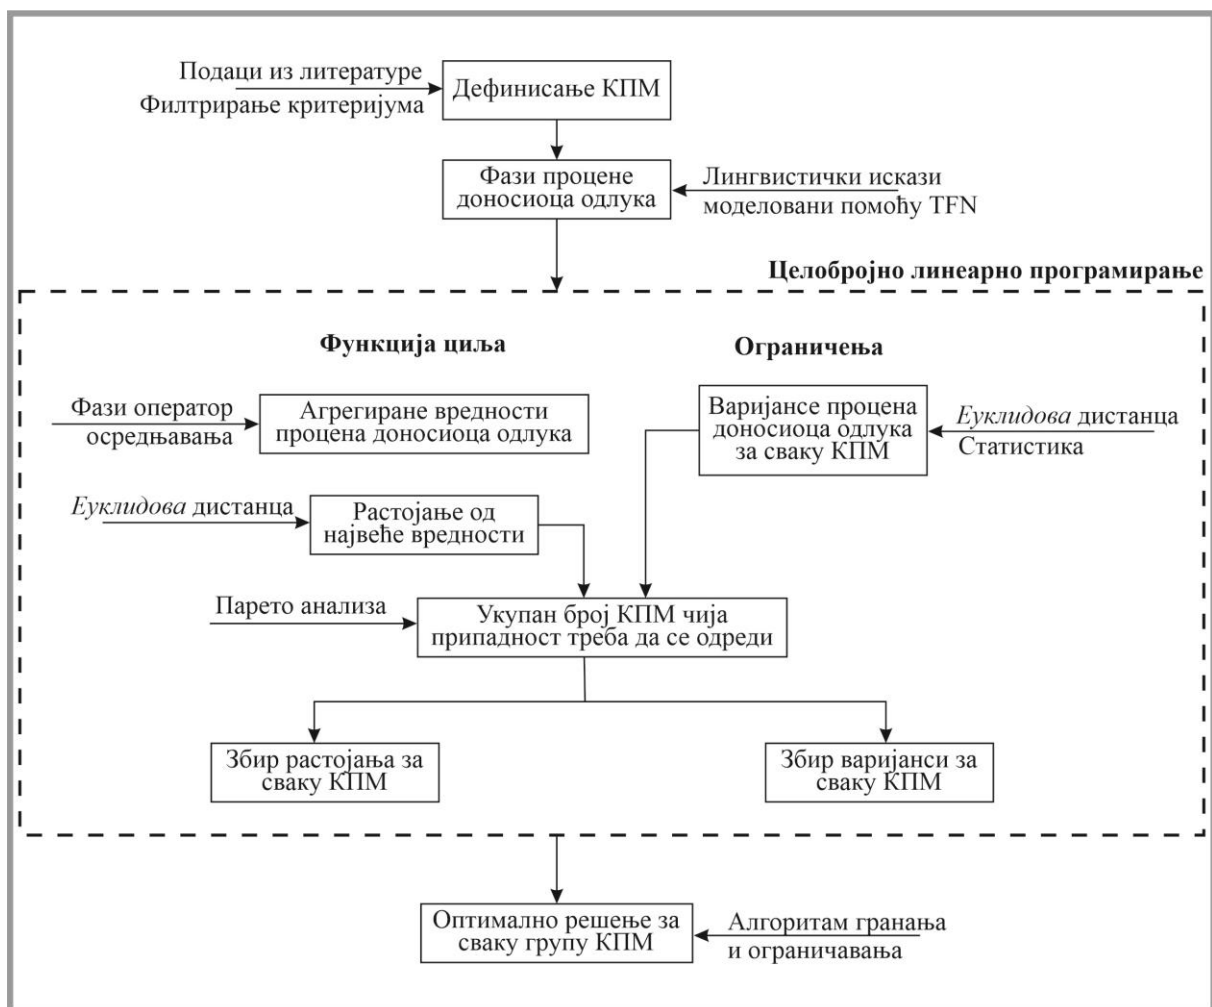 Подаци из литературе
Филтрирање критеријума
Дефинисање КПМ
Фази процене
доносиоца одлука
Лингвистички искази
моделовани помоћу TFN
Целобројно линеарно програмирање
Функција циља
Ограничења
Фази оператор
осредњавања
Агрегиране вредности
процена доносиоца одлука
Варијансе процена
доносиоца одлука
за сваку КПМ
Еуклидова дистанца
Статистика
Еуклидова дистанца
Растојање од
највеће вредности
Парето анализа
Укупан број КПМ чија
припадност треба да се одреди
Збир растојања за
сваку КПМ
Збир варијанси за
сваку КПМ
Оптимално решење за
сваку групу КПМ
Алгоритам гранања
и ограничавања